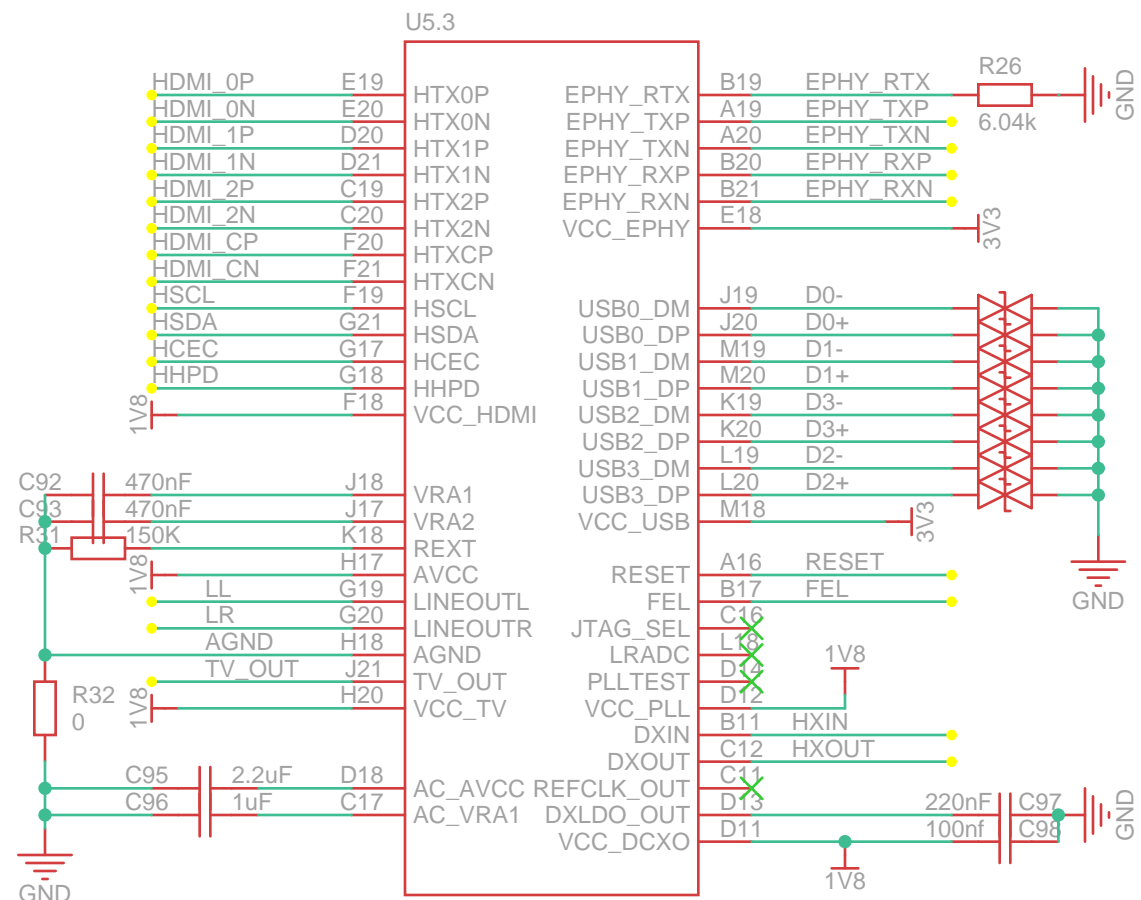 U5.3
HDMI_0P E19 HTX0P EPHY_RTX B19 EPHY_RTX R26 6.04k GND
HDMI_0N E20 HTX0N EPHY_TXP A19 EPHY_TXP
HDMI_1P D20 HTX1P EPHY_TXN A20 EPHY_TXN
HDMI_1N D21 HTX1N EPHY_RXP B20 EPHY_RXP
HDMI_2P C19 HTX2P EPHY_RXN B21 EPHY_RXN
HDMI_2N C20 HTX2N VCC_EPHY E18 3V3
HDMI_CP F20 HTXCP
HDMI_CN F21 HTXCN
HSCL F19 HSCL USB0_DM J19 D0-
HSDA G21 HSDA USB0_DP J20 D0+
HCEC G17 HCEC USB1_DM M19 D1-
HHPD G18 HHPD USB1_DP M20 D1+
1V8 F18 VCC_HDMI USB2_DM K19 D3-
USB2_DP K20 D3+
USB3_DM L19 D2-
C92 470nF J18 VRA1 USB3_DP L20 D2+
C93 470nF J17 VRA2 VCC_USB M18 3V3
R31 150K K18 REXT
1V8 H17 AVCC RESET A16 RESET
LL G19 LINEOUTL FEL B17 FEL GND
LR G20 LINEOUTR JTAG_SEL C16
AGND H18 AGND LRADC L18 1V8
TV_OUT J21 TV_OUT PLLTEST D14
R32 0 1V8 H20 VCC_TV VCC_PLL D12
DXIN B11 HXIN
DXOUT C12 HXOUT
C95 2.2uF D18 AC_AVCC REFCLK_OUT C11
C96 1uF C17 AC_VRA1 DXLDO_OUT D13 220nF C97 GND
VCC_DCXO D11 100nf C98
GND 1V8